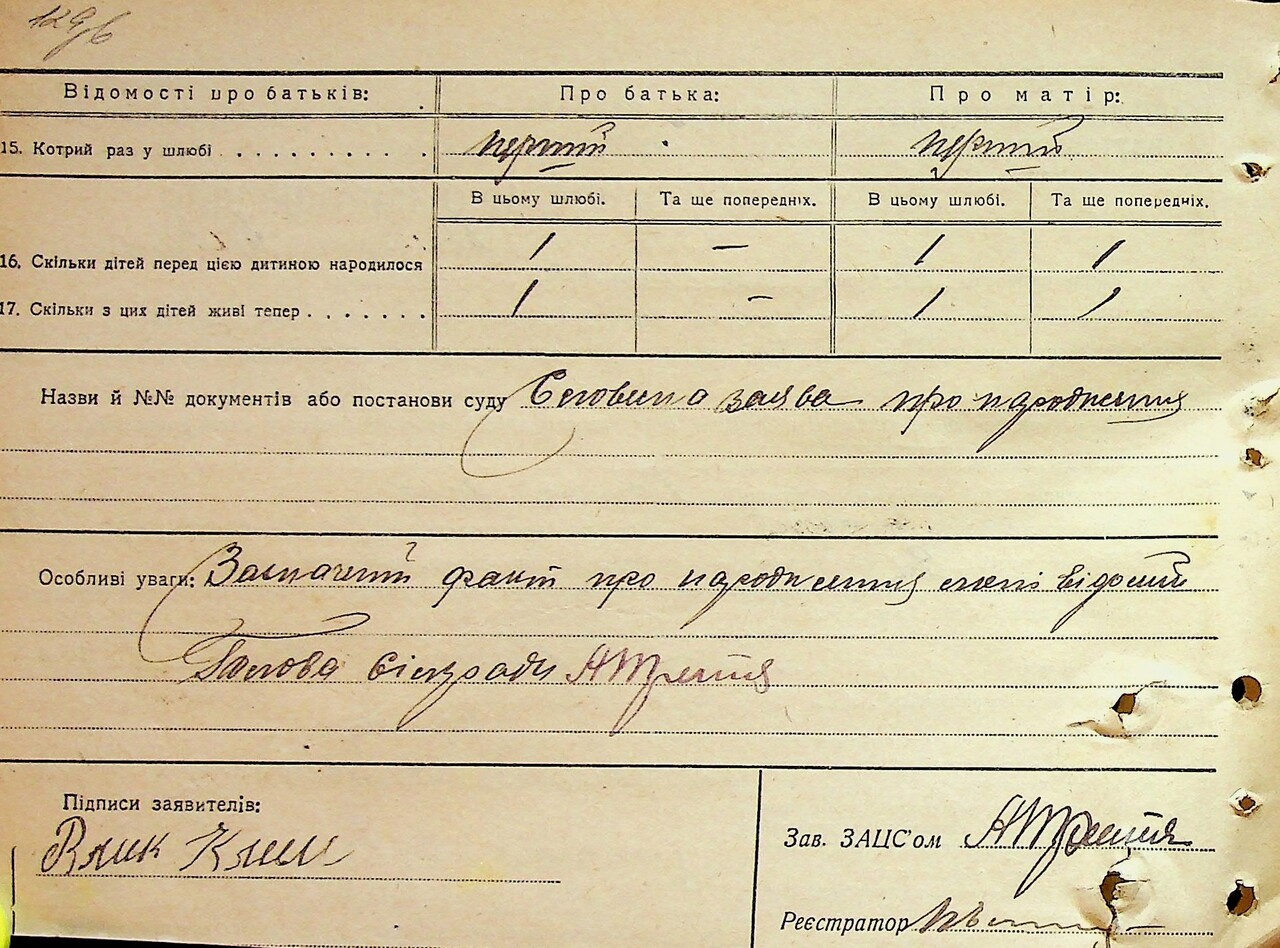 Відомості про батьків: Про батька: Про матір:
15. Котрий раз у шлюбі перший перший
В цьому шлюбі. Та ще попередніх. В цьому шлюбі. Та ще попередніх.
16. Скільки дітей перед цією дитиною народилося 1 — 1 1
17. Скільки з цих дітей живі тепер 1 — 1 1
Назви й №№ документів або постанови суду Словесна заява про народження
Особливі уваги: Зазначений факт про народження мені відомий
Голова сільради
Підписи заявителів:
Зав. ЗАЦС'ом
Реєстратор